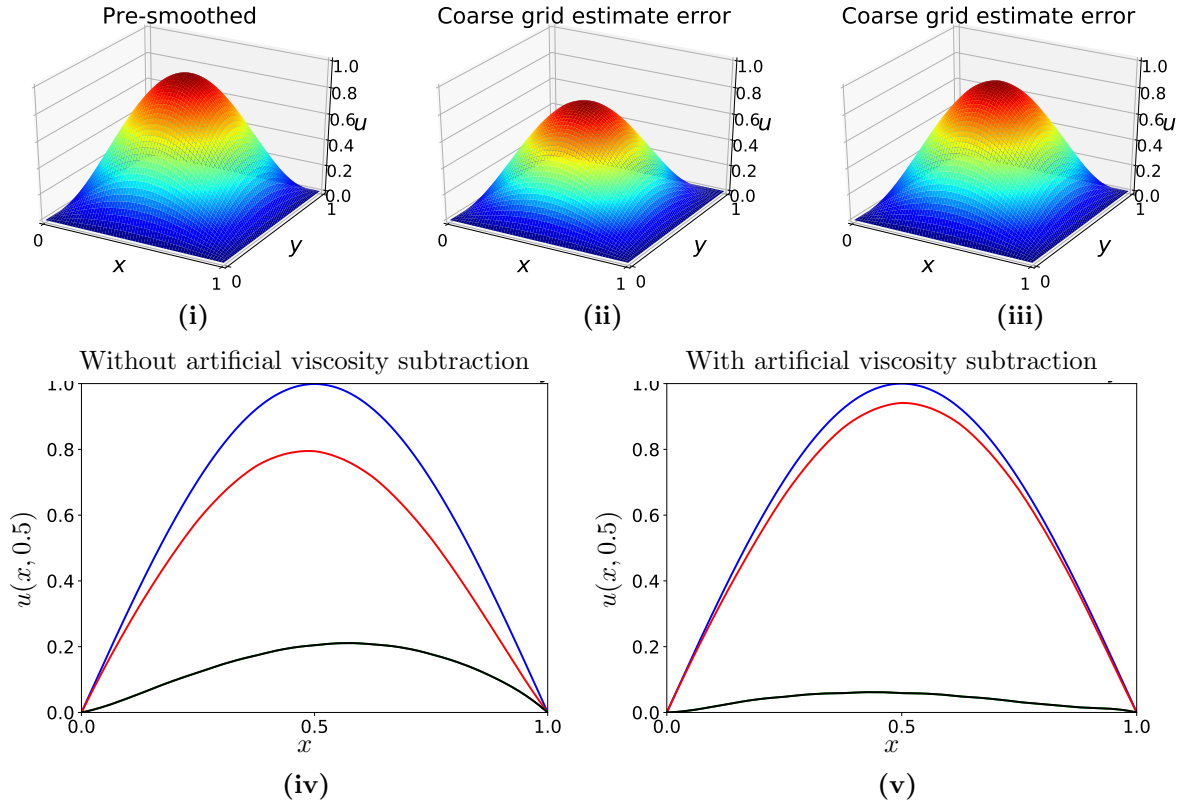 Pre-smoothed
Coarse grid estimate error
Coarse grid estimate error
1.0
0.8
0.6
0.4
0.2
0.0
u
0
x
1
0
y
1
1.0
0.8
0.6
0.4
0.2
0.0
u
0
x
1
0
y
1
1.0
0.8
0.6
0.4
0.2
0.0
u
0
x
1
0
y
1
(i)
(ii)
(iii)
Without artificial viscosity subtraction
1.0
0.8
0.6
0.4
0.2
0.0
u(x, 0.5)
0.0
0.5
1.0
x
(iv)
With artificial viscosity subtraction
1.0
0.8
0.6
0.4
0.2
0.0
u(x, 0.5)
0.0
0.5
1.0
x
(v)